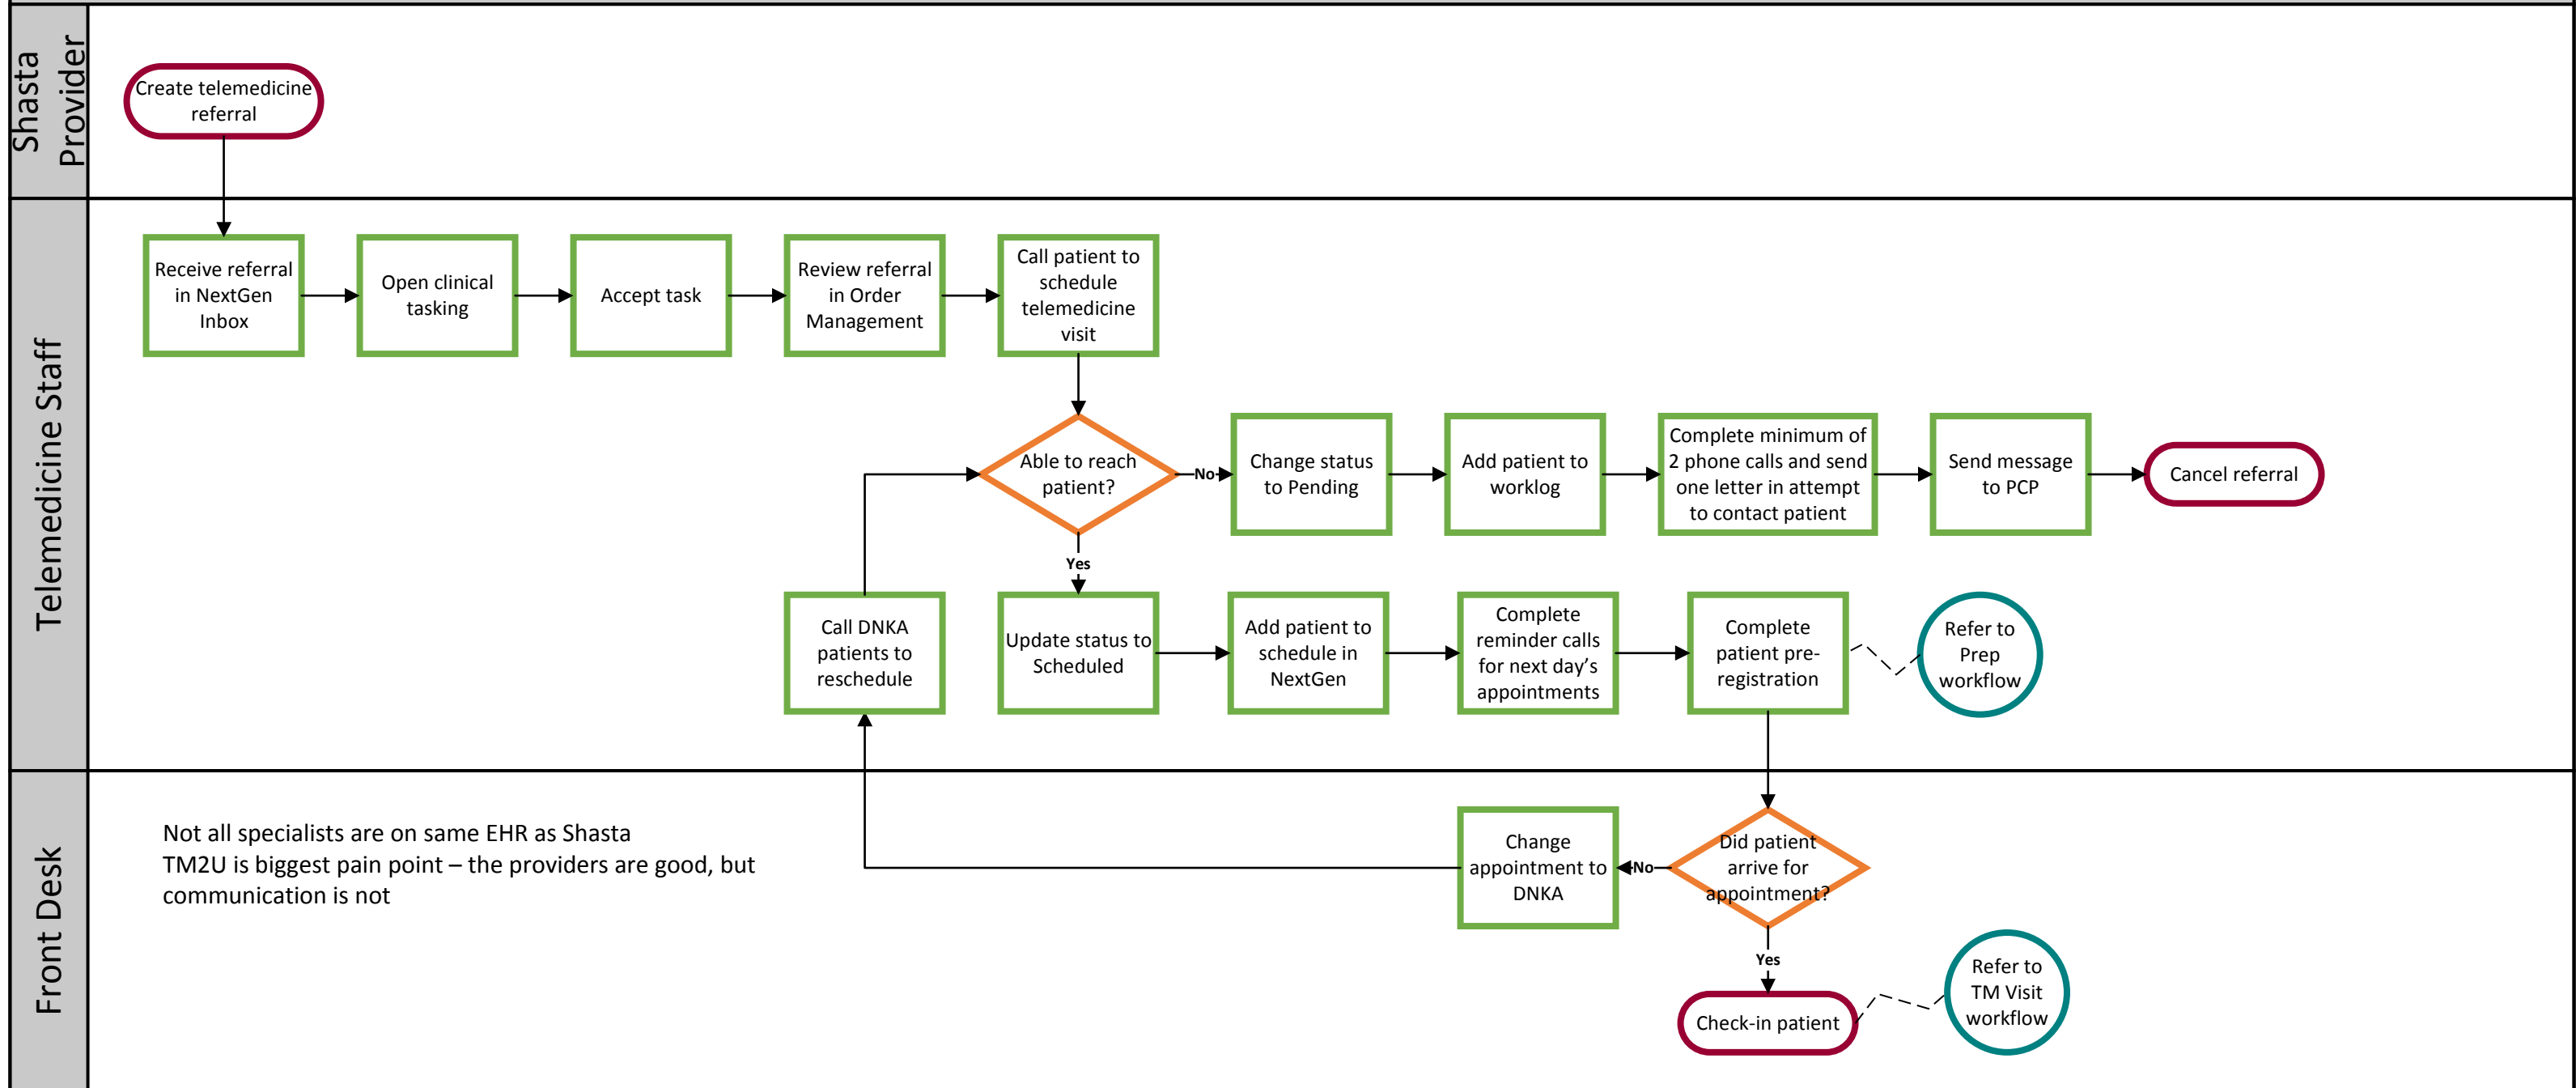 Shasta
Provider
Create telemedicine
referral
Telemedicine Staff
Receive referral
in NextGen
Inbox
Open clinical
tasking
Accept task
Review referral
in Order
Management
Call patient to
schedule
telemedicine
visit
Able to reach
patient?
No
Change status
to Pending
Add patient to
worklog
Complete minimum of
2 phone calls and send
one letter in attempt
to contact patient
Send message
to PCP
Cancel referral
Yes
Call DNKA
patients to
reschedule
Update status to
Scheduled
Add patient to
schedule in
NextGen
Complete
reminder calls
for next day’s
appointments
Complete
patient pre-
registration
Refer to
Prep
workflow
Front Desk
Not all specialists are on same EHR as Shasta
TM2U is biggest pain point – the providers are good, but
communication is not
Change
appointment to
DNKA
No
Did patient
arrive for
appointment?
Yes
Check-in patient
Refer to
TM Visit
workflow